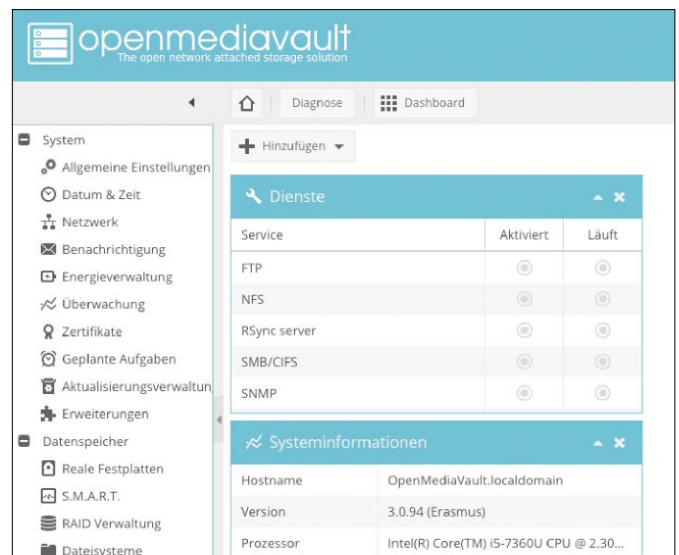 openmediavault
The open network attached storage solution
Diagnose
Dashboard
System
Allgemeine Einstellungen
Datum & Zeit
Netzwerk
Benachrichtigung
Energieverwaltung
Überwachung
Zertifikate
Geplante Aufgaben
Aktualisierungsverwaltun
Erweiterungen
Datenspeicher
Reale Festplatten
S.M.A.R.T.
RAID Verwaltung
Dateisysteme
Hinzufügen
Dienste
Service Aktiviert Läuft
FTP
NFS
RSync server
SMB/CIFS
SNMP
Systeminformationen
Hostname OpenMediaVault.localdomain
Version 3.0.94 (Erasmus)
Prozessor Intel(R) Core(TM) i5-7360U CPU @ 2.30...